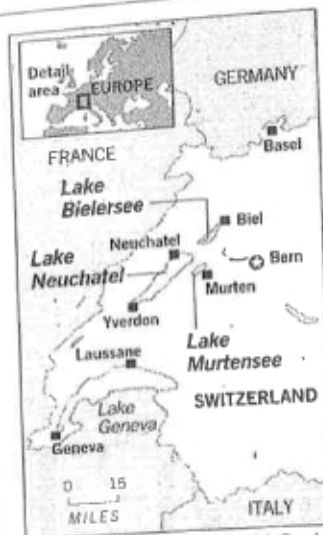 Detail
area
EUROPE
GERMANY
FRANCE
Basel
Lake
Bielersee
Biel
Neuchatel
Lake
Neuchatel
Bern
Murten
Yverdon
Lake
Murtensee
Laussane
SWITZERLAND
Lake
Geneva
Geneva
0 15
MILES
ITALY